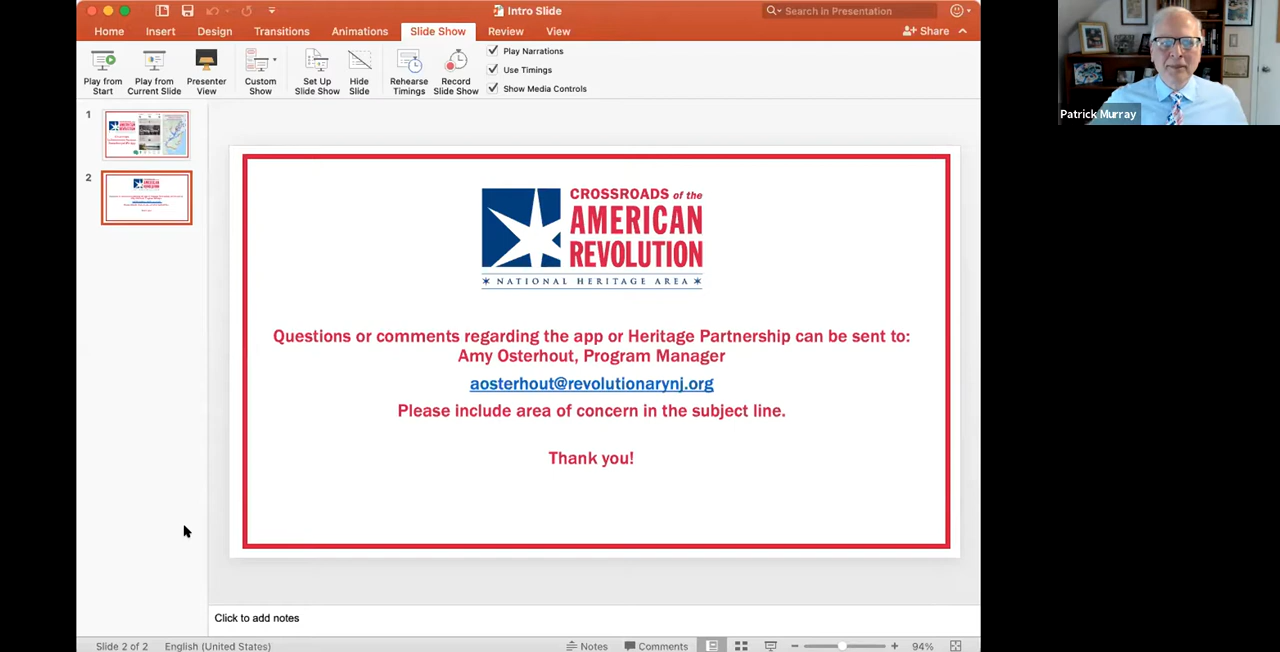 Intro Slide
Search in Presentation
Home Insert Design Transitions Animations Slide Show Review View
Share
Play from Start
Play from Current Slide
Presenter View
Custom Show
Set Up Slide Show
Hide Slide
Rehearse Timings
Record Slide Show
Play Narrations
Use Timings
Show Media Controls
Patrick Murray
1
AMERICAN
REVOLUTION
2
CROSSROADS of the
AMERICAN
REVOLUTION
NATIONAL HERITAGE AREA
Questions or comments regarding the app or Heritage Partnership can be sent to:
Amy Osterhout, Program Manager
aosterhout@revolutionarynj.org
Please include area of concern in the subject line.
Thank you!
Click to add notes
Slide 2 of 2 English (United States) Notes Comments 94%